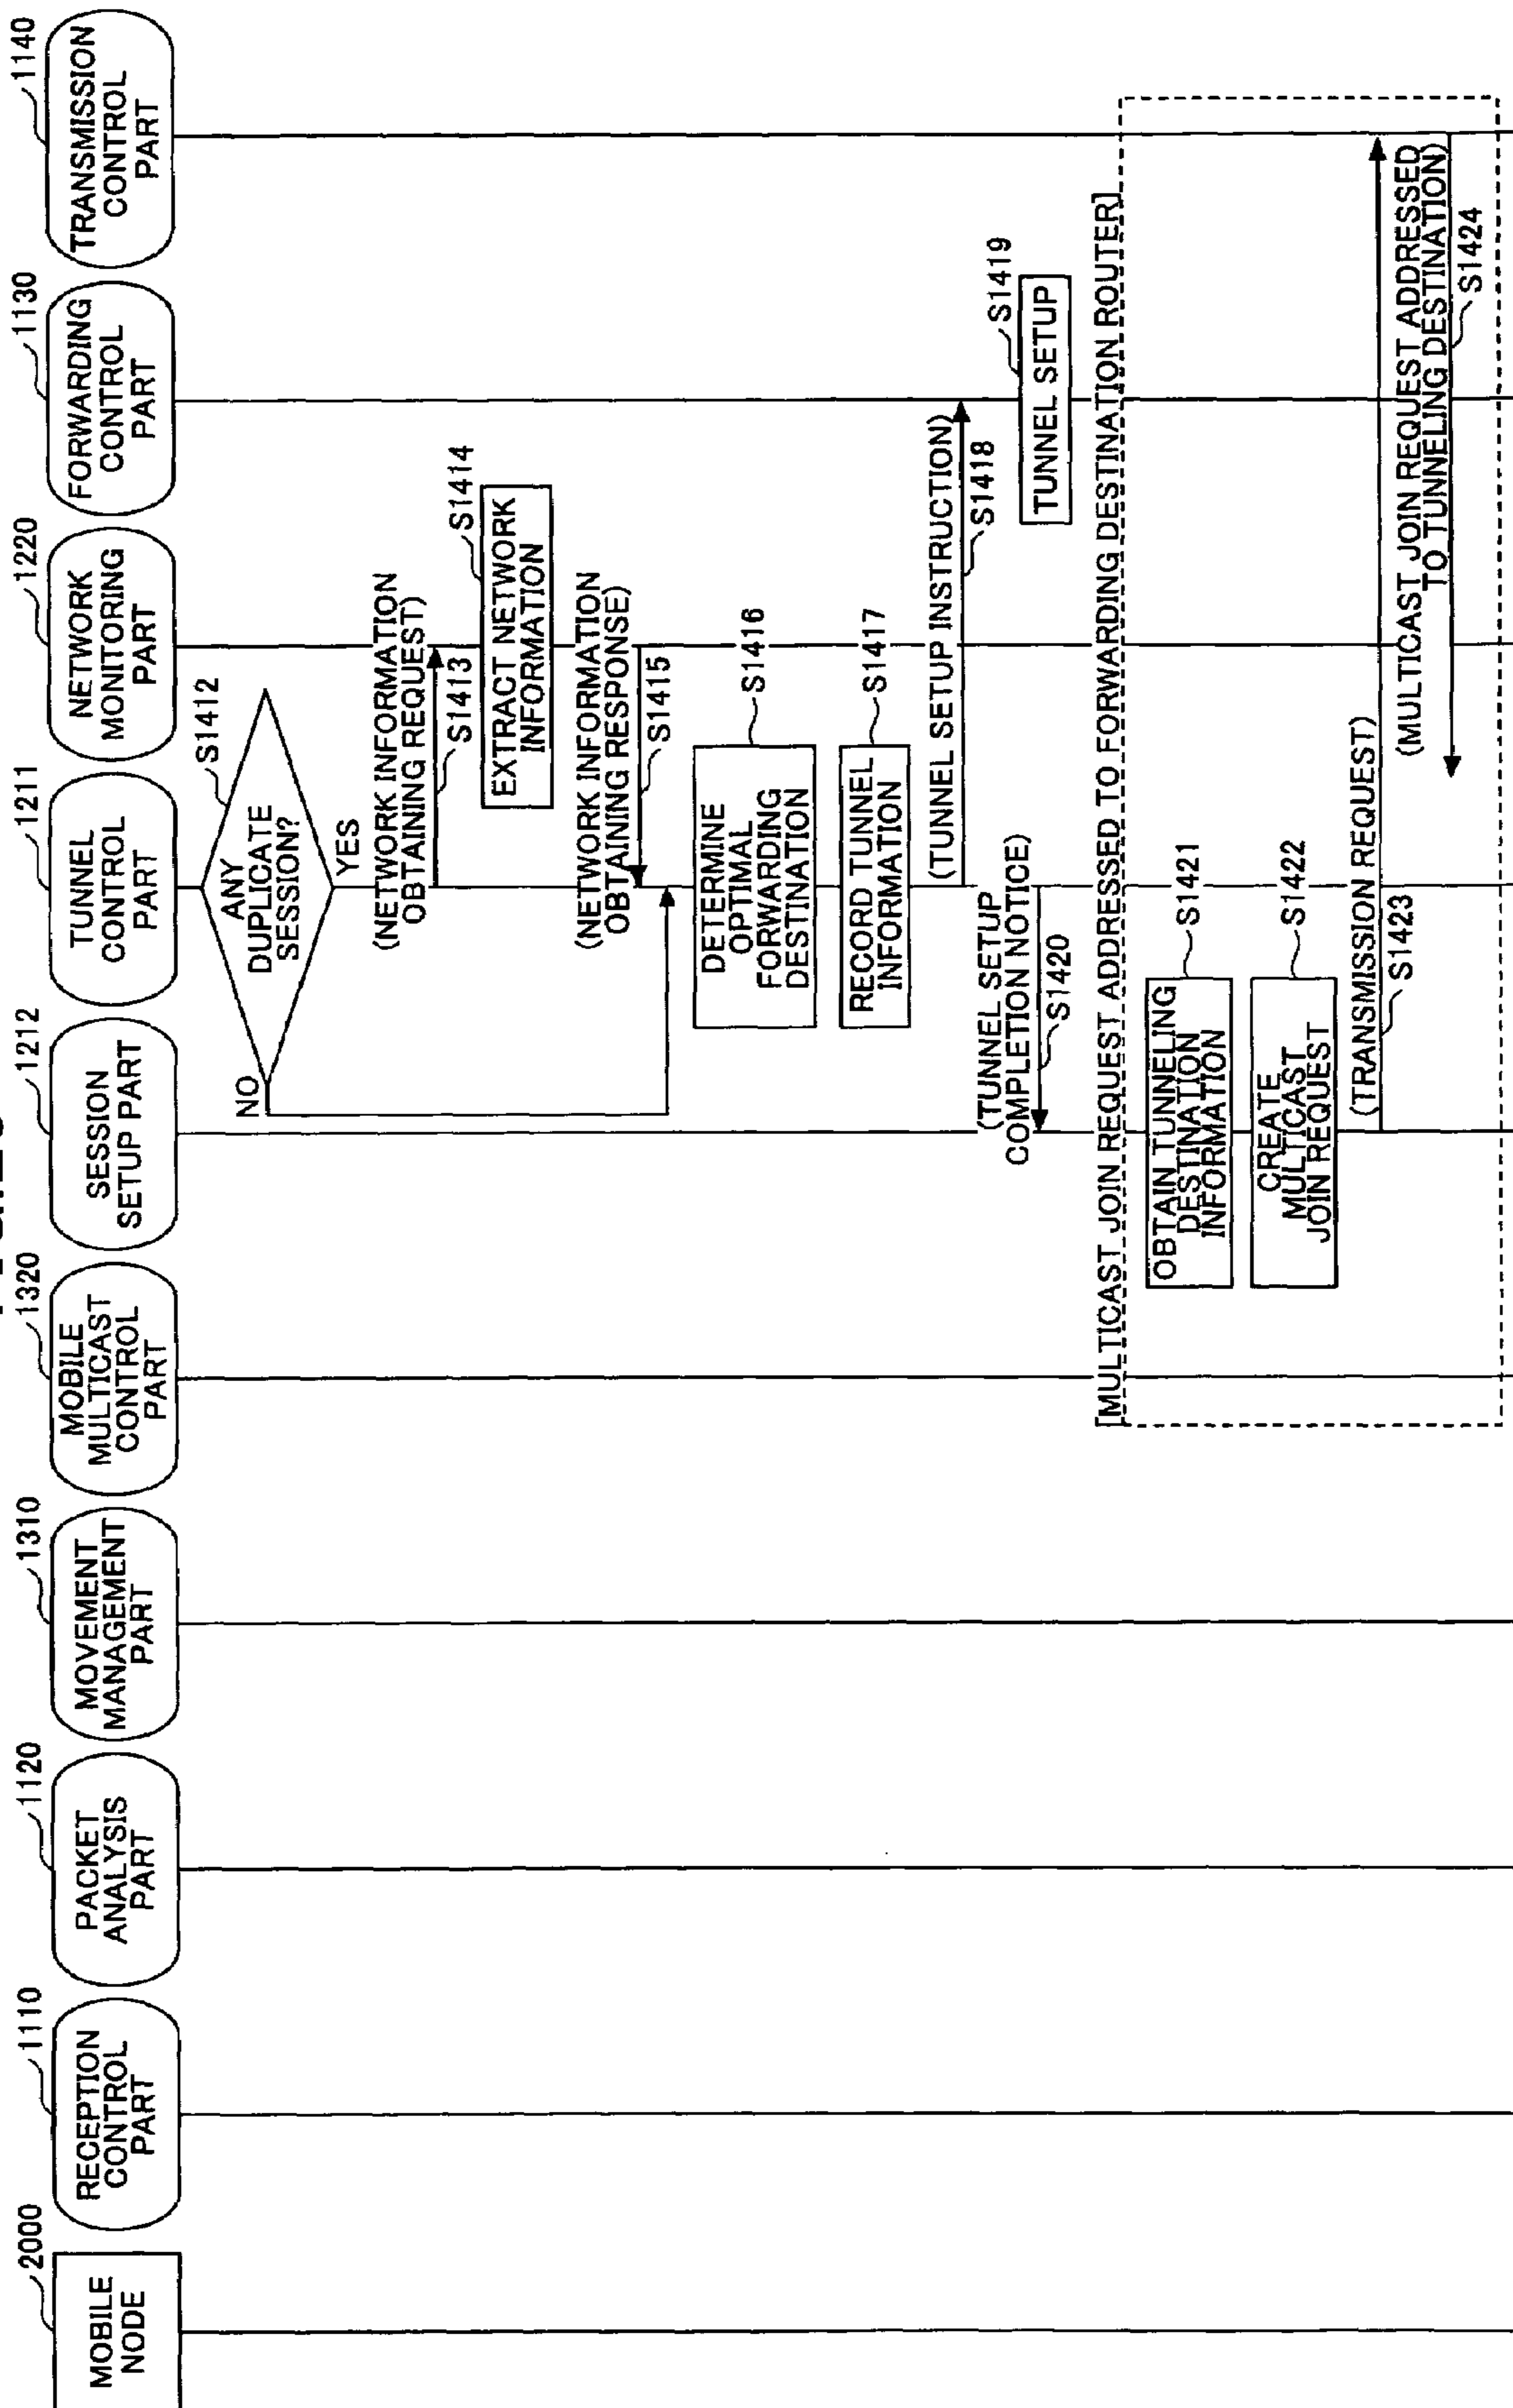 2000
MOBILE
NODE
1110
RECEPTION
CONTROL
PART
1120
PACKET
ANALYSIS
PART
1310
MOVEMENT
MANAGEMENT
PART
1320
MOBILE
MULTICAST
CONTROL
PART
1212
SESSION
SETUP PART
1211
TUNNEL
CONTROL
PART
1220
NETWORK
MONITORING
PART
1130
FORWARDING
CONTROL
PART
1140
TRANSMISSION
CONTROL
PART
S1412
ANY
DUPLICATE
SESSION?
NO
YES
(NETWORK INFORMATION
OBTAINING REQUEST)
S1413
S1414
EXTRACT NETWORK
INFORMATION
(NETWORK INFORMATION
OBTAINING RESPONSE)
S1415
DETERMINE
OPTIMAL
FORWARDING
DESTINATION
S1416
RECORD TUNNEL
INFORMATION
S1417
(TUNNEL SETUP INSTRUCTION)
S1418
S1419
TUNNEL SETUP
(TUNNEL SETUP
COMPLETION NOTICE)
S1420
[MULTICAST JOIN REQUEST ADDRESSED TO FORWARDING DESTINATION ROUTER]
OBTAIN TUNNELING
DESTINATION
INFORMATION
S1421
CREATE
MULTICAST
JOIN REQUEST
S1422
(TRANSMISSION REQUEST)
S1423
(MULTICAST JOIN REQUEST ADDRESSED
TO TUNNELING DESTINATION)
S1424